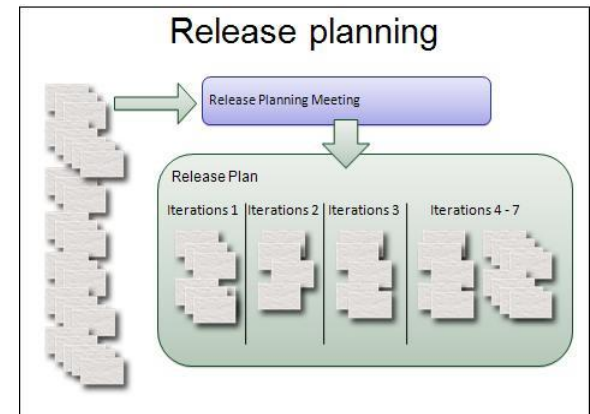 Release planning
Release Planning Meeting
Release Plan
Iterations 1
Iterations 2
Iterations 3
Iterations 4 - 7